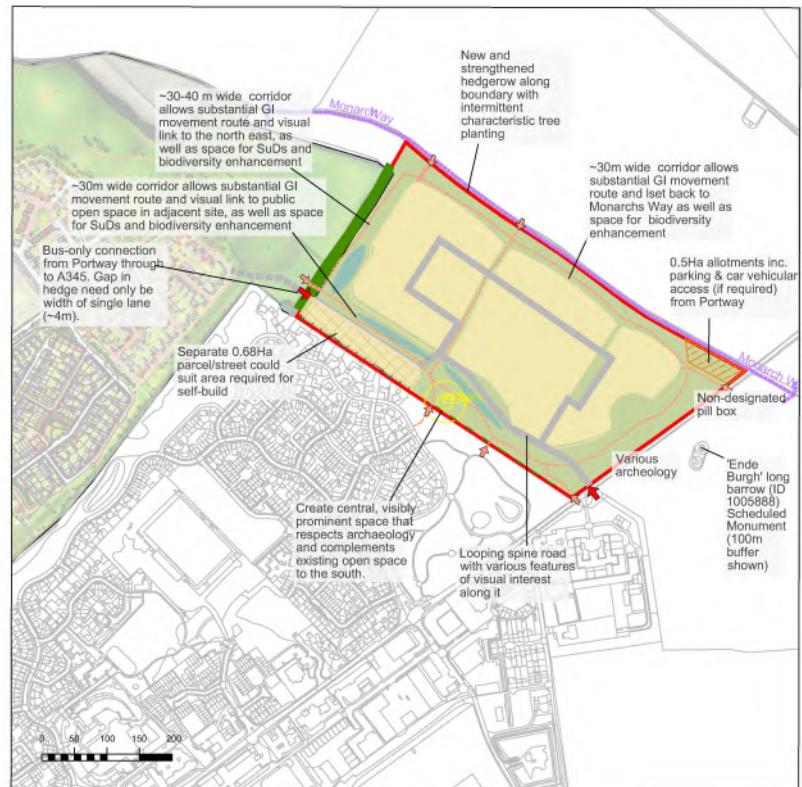 New and
strengthened
hedgerow along
boundary with
intermittent
characteristic tree
planting
~30-40 m wide corridor
allows substantial GI
movement route and visual
link to the north east, as
well as space for SuDs and
biodiversity enhancement
Monarch Way
~30m wide corridor allows substantial GI
movement route and visual link to public
open space in adjacent site, as well as space
for SuDs and biodiversity enhancement
~30m wide corridor allows
substantial GI movement
route and lset back to
Monarchs Way as well as
space for biodiversity
enhancement
Bus-only connection
from Portway through
to A345. Gap in
hedge need only be
width of single lane
(~4m).
0.5Ha allotments inc.
parking & car vehicular
access (if required)
from Portway
Separate 0.68Ha
parcel/street could
suit area required for
self-build
Monarch W
Non-designated
pill box
Various
archeology
'Ende
Burgh' long
barrow (ID
1005888)
Scheduled
Monument
(100m
buffer
shown)
Create central, visibly
prominent space that
respects archaeology
and complements
existing open space
to the south.
Looping spine road
with various features
of visual interest
along it
0 50 100 150 200